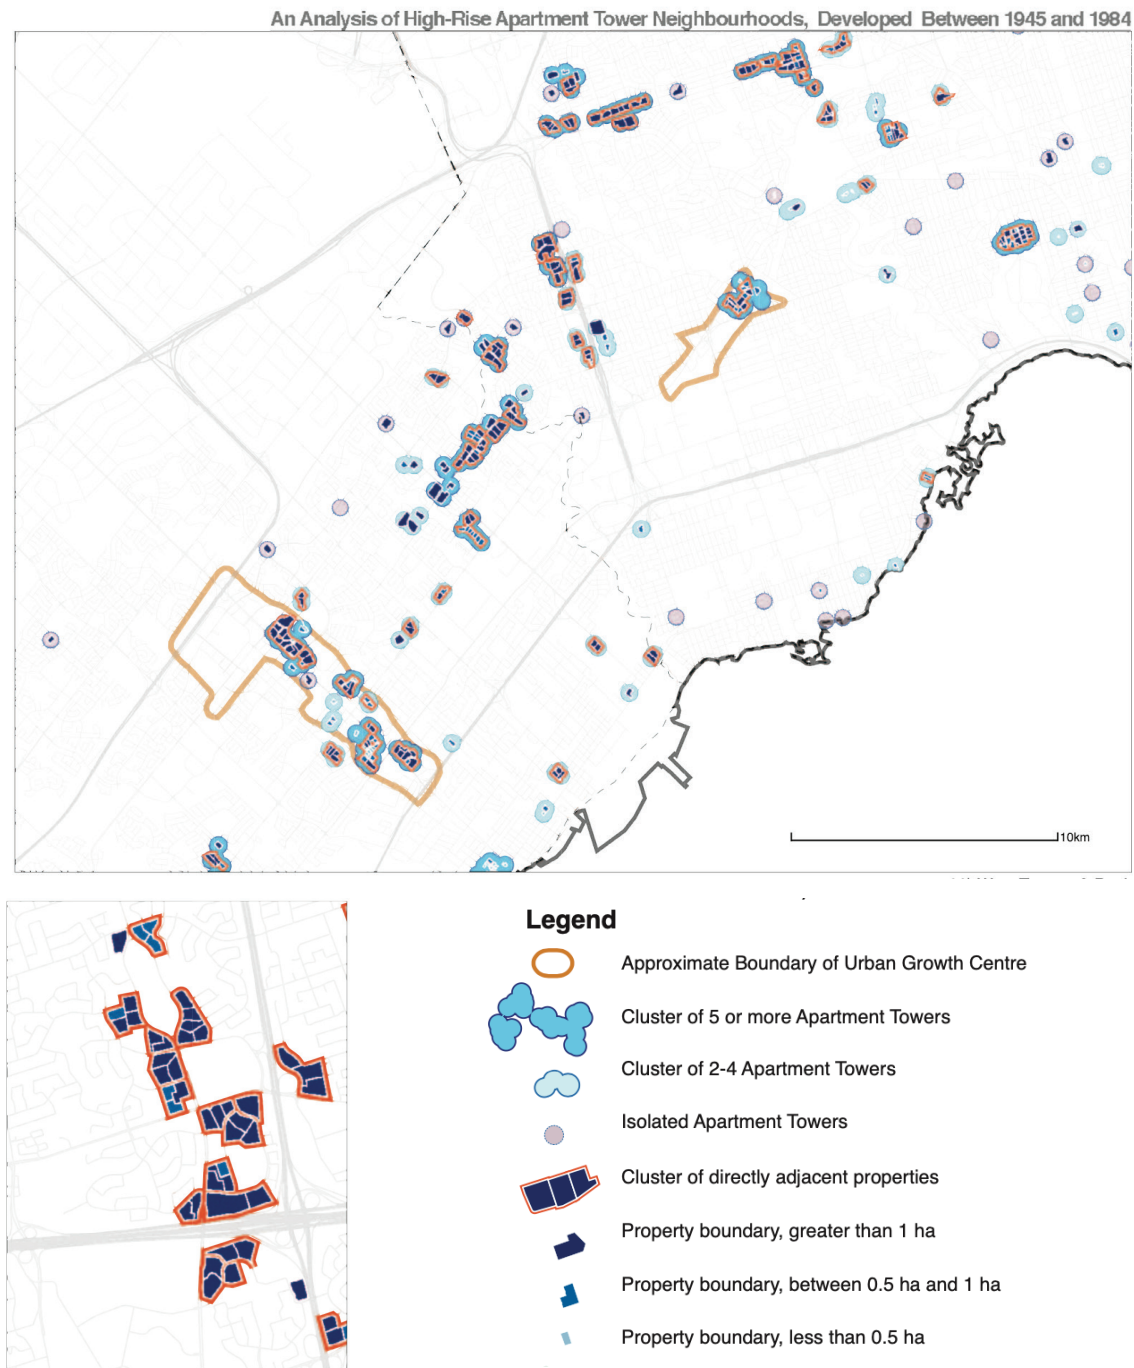 An Analysis of High-Rise Apartment Tower Neighbourhoods, Developed Between 1945 and 1984
10km
Legend
Approximate Boundary of Urban Growth Centre
Cluster of 5 or more Apartment Towers
Cluster of 2-4 Apartment Towers
Isolated Apartment Towers
Cluster of directly adjacent properties
Property boundary, greater than 1 ha
Property boundary, between 0.5 ha and 1 ha
Property boundary, less than 0.5 ha